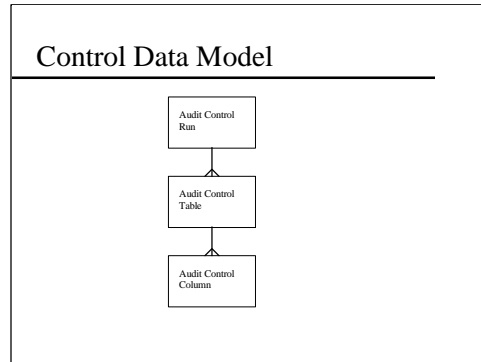 Control Data Model
Audit Control
Run
Audit Control
Table
Audit Control
Column